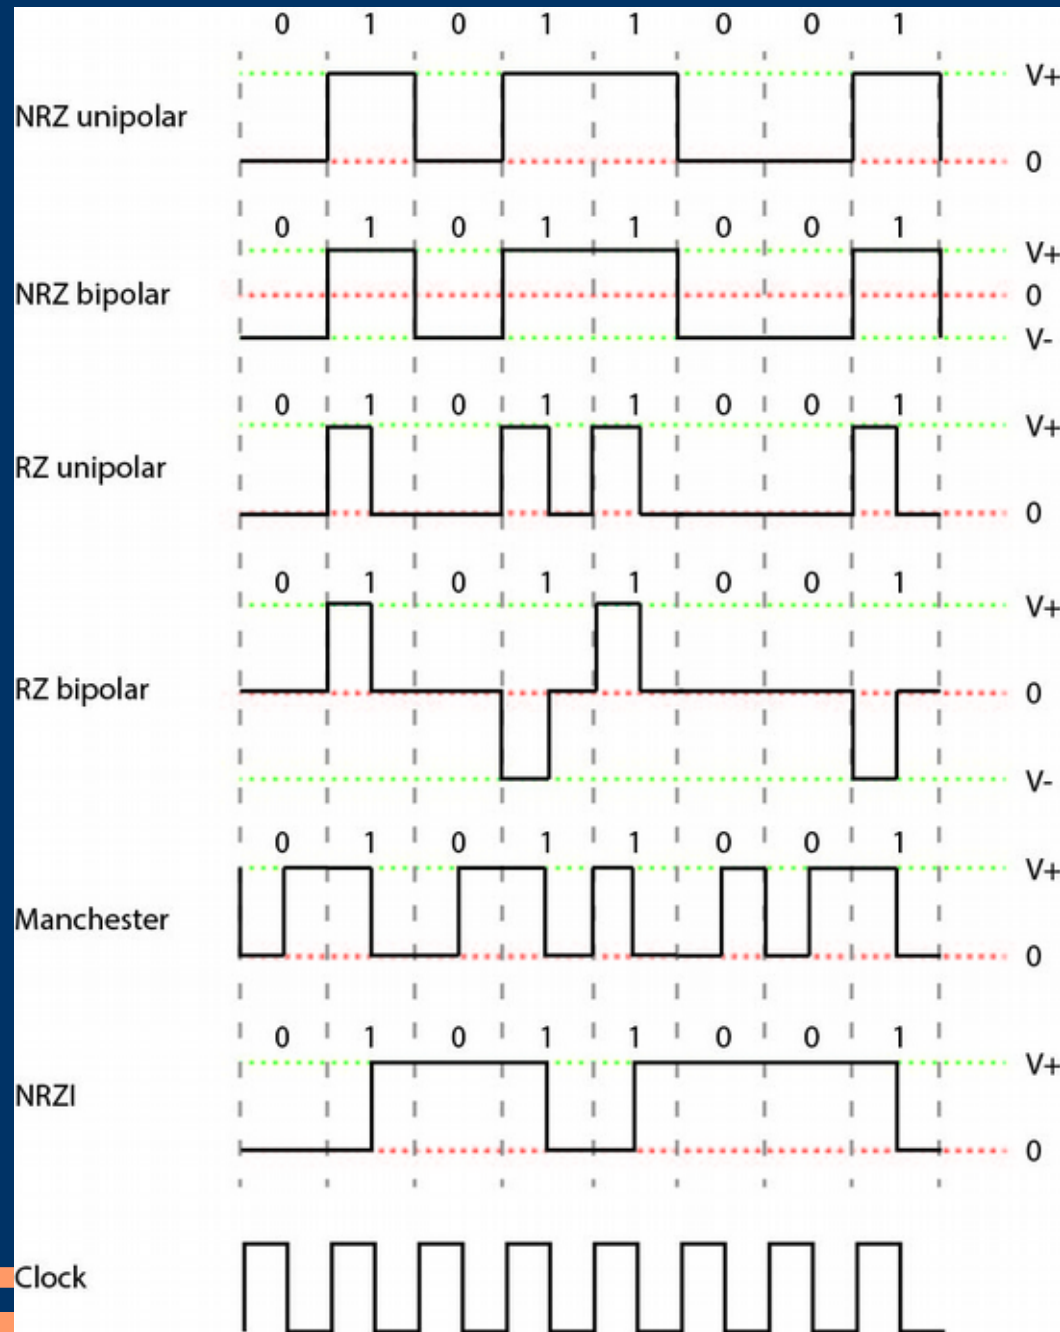 0 1 0 1 1 0 0 1
V+
NRZ unipolar
0
0 1 0 1 1 0 0 1
V+
NRZ bipolar 0
V-
0 1 0 1 1 0 0 1
V+
RZ unipolar
0
0 1 0 1 1 0 0 1
V+
RZ bipolar 0
V-
0 1 0 1 1 0 0 1
V+
Manchester
0
0 1 0 1 1 0 0 1
V+
NRZI
0
Clock